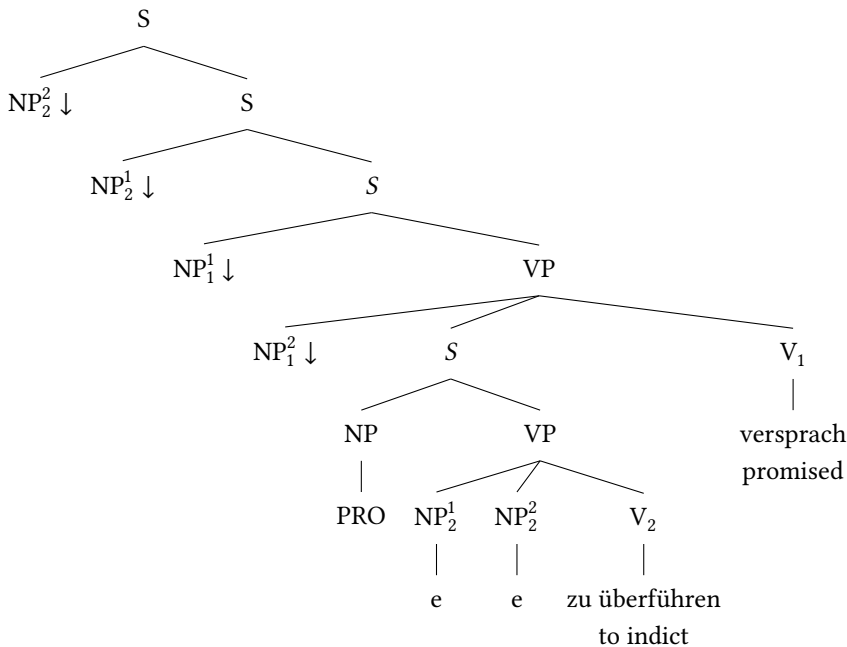 S
NP₂² ↓ S
NP₂¹ ↓ S
NP₁¹ ↓ VP
NP₁² ↓ S V₁
NP VP versprach
promised
PRO NP₂¹ NP₂² V₂
e e zu überführen
to indict